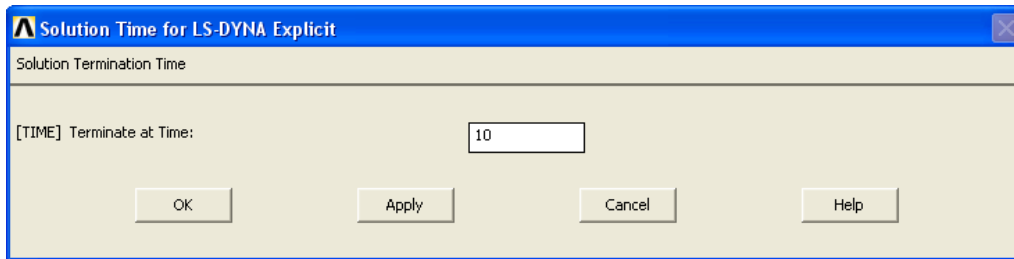 Solution Time for LS-DYNA Explicit
Solution Termination Time
[TIME] Terminate at Time: 10
OK Apply Cancel Help